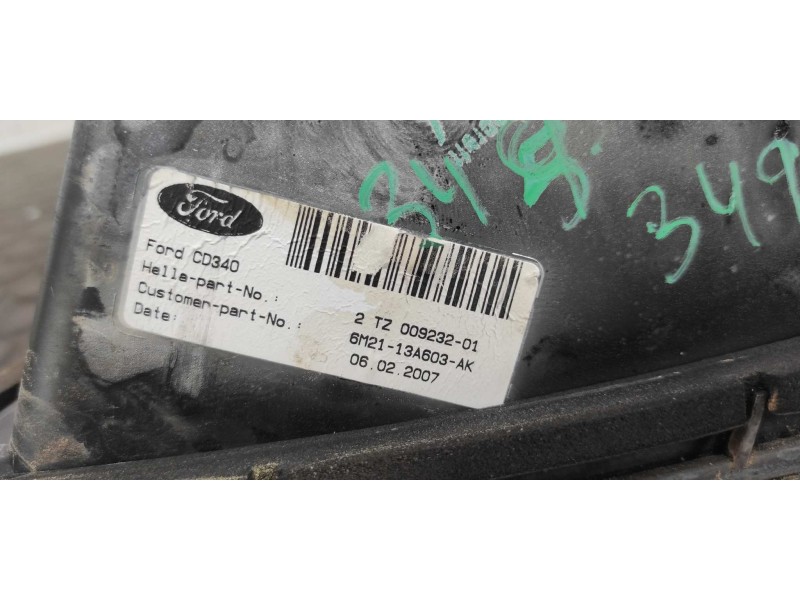 Ford
Ford CD340
Hella-part-No.: 2 TZ 009232-01
Customer-part-No.: 6M21-13A603-AK
Date: 06.02.2007
349
349